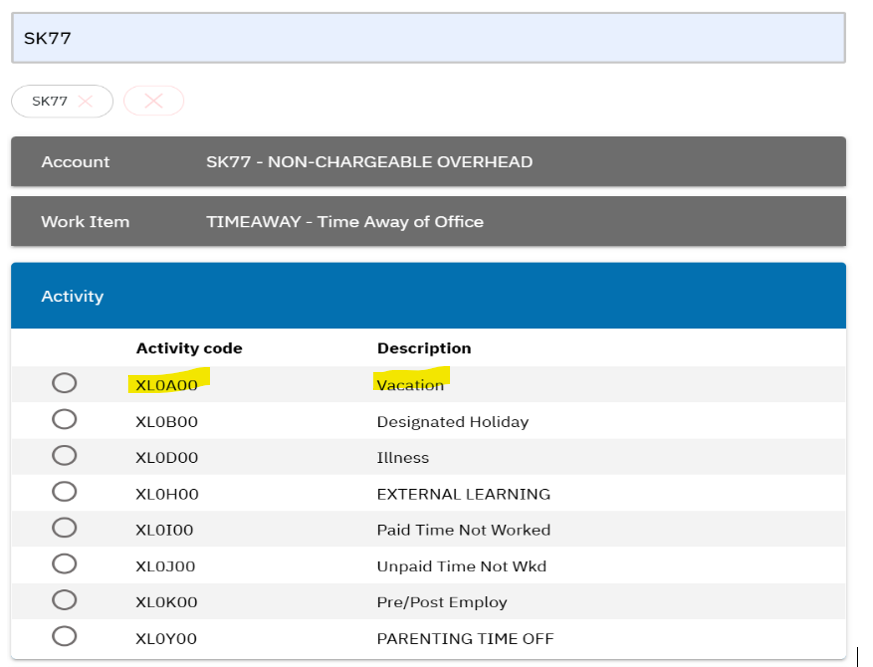 SK77
SK77
Account SK77 - NON-CHARGEABLE OVERHEAD
Work Item TIMEAWAY - Time Away of Office
Activity
Activity code Description
XL0A00 Vacation
XL0B00 Designated Holiday
XL0D00 Illness
XL0H00 EXTERNAL LEARNING
XL0I00 Paid Time Not Worked
XL0J00 Unpaid Time Not Wkd
XL0K00 Pre/Post Employ
XL0Y00 PARENTING TIME OFF